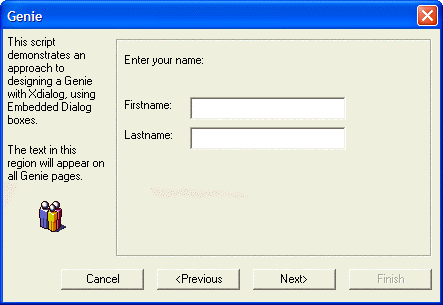 Genie
This script
demonstrates an
approach to
designing a Genie
with Xdialog, using
Embedded Dialog
boxes.
The text in this
region will appear on
all Genie pages.
Enter your name:
Firstname:
Lastname:
Cancel
<Previous
Next>
Finish